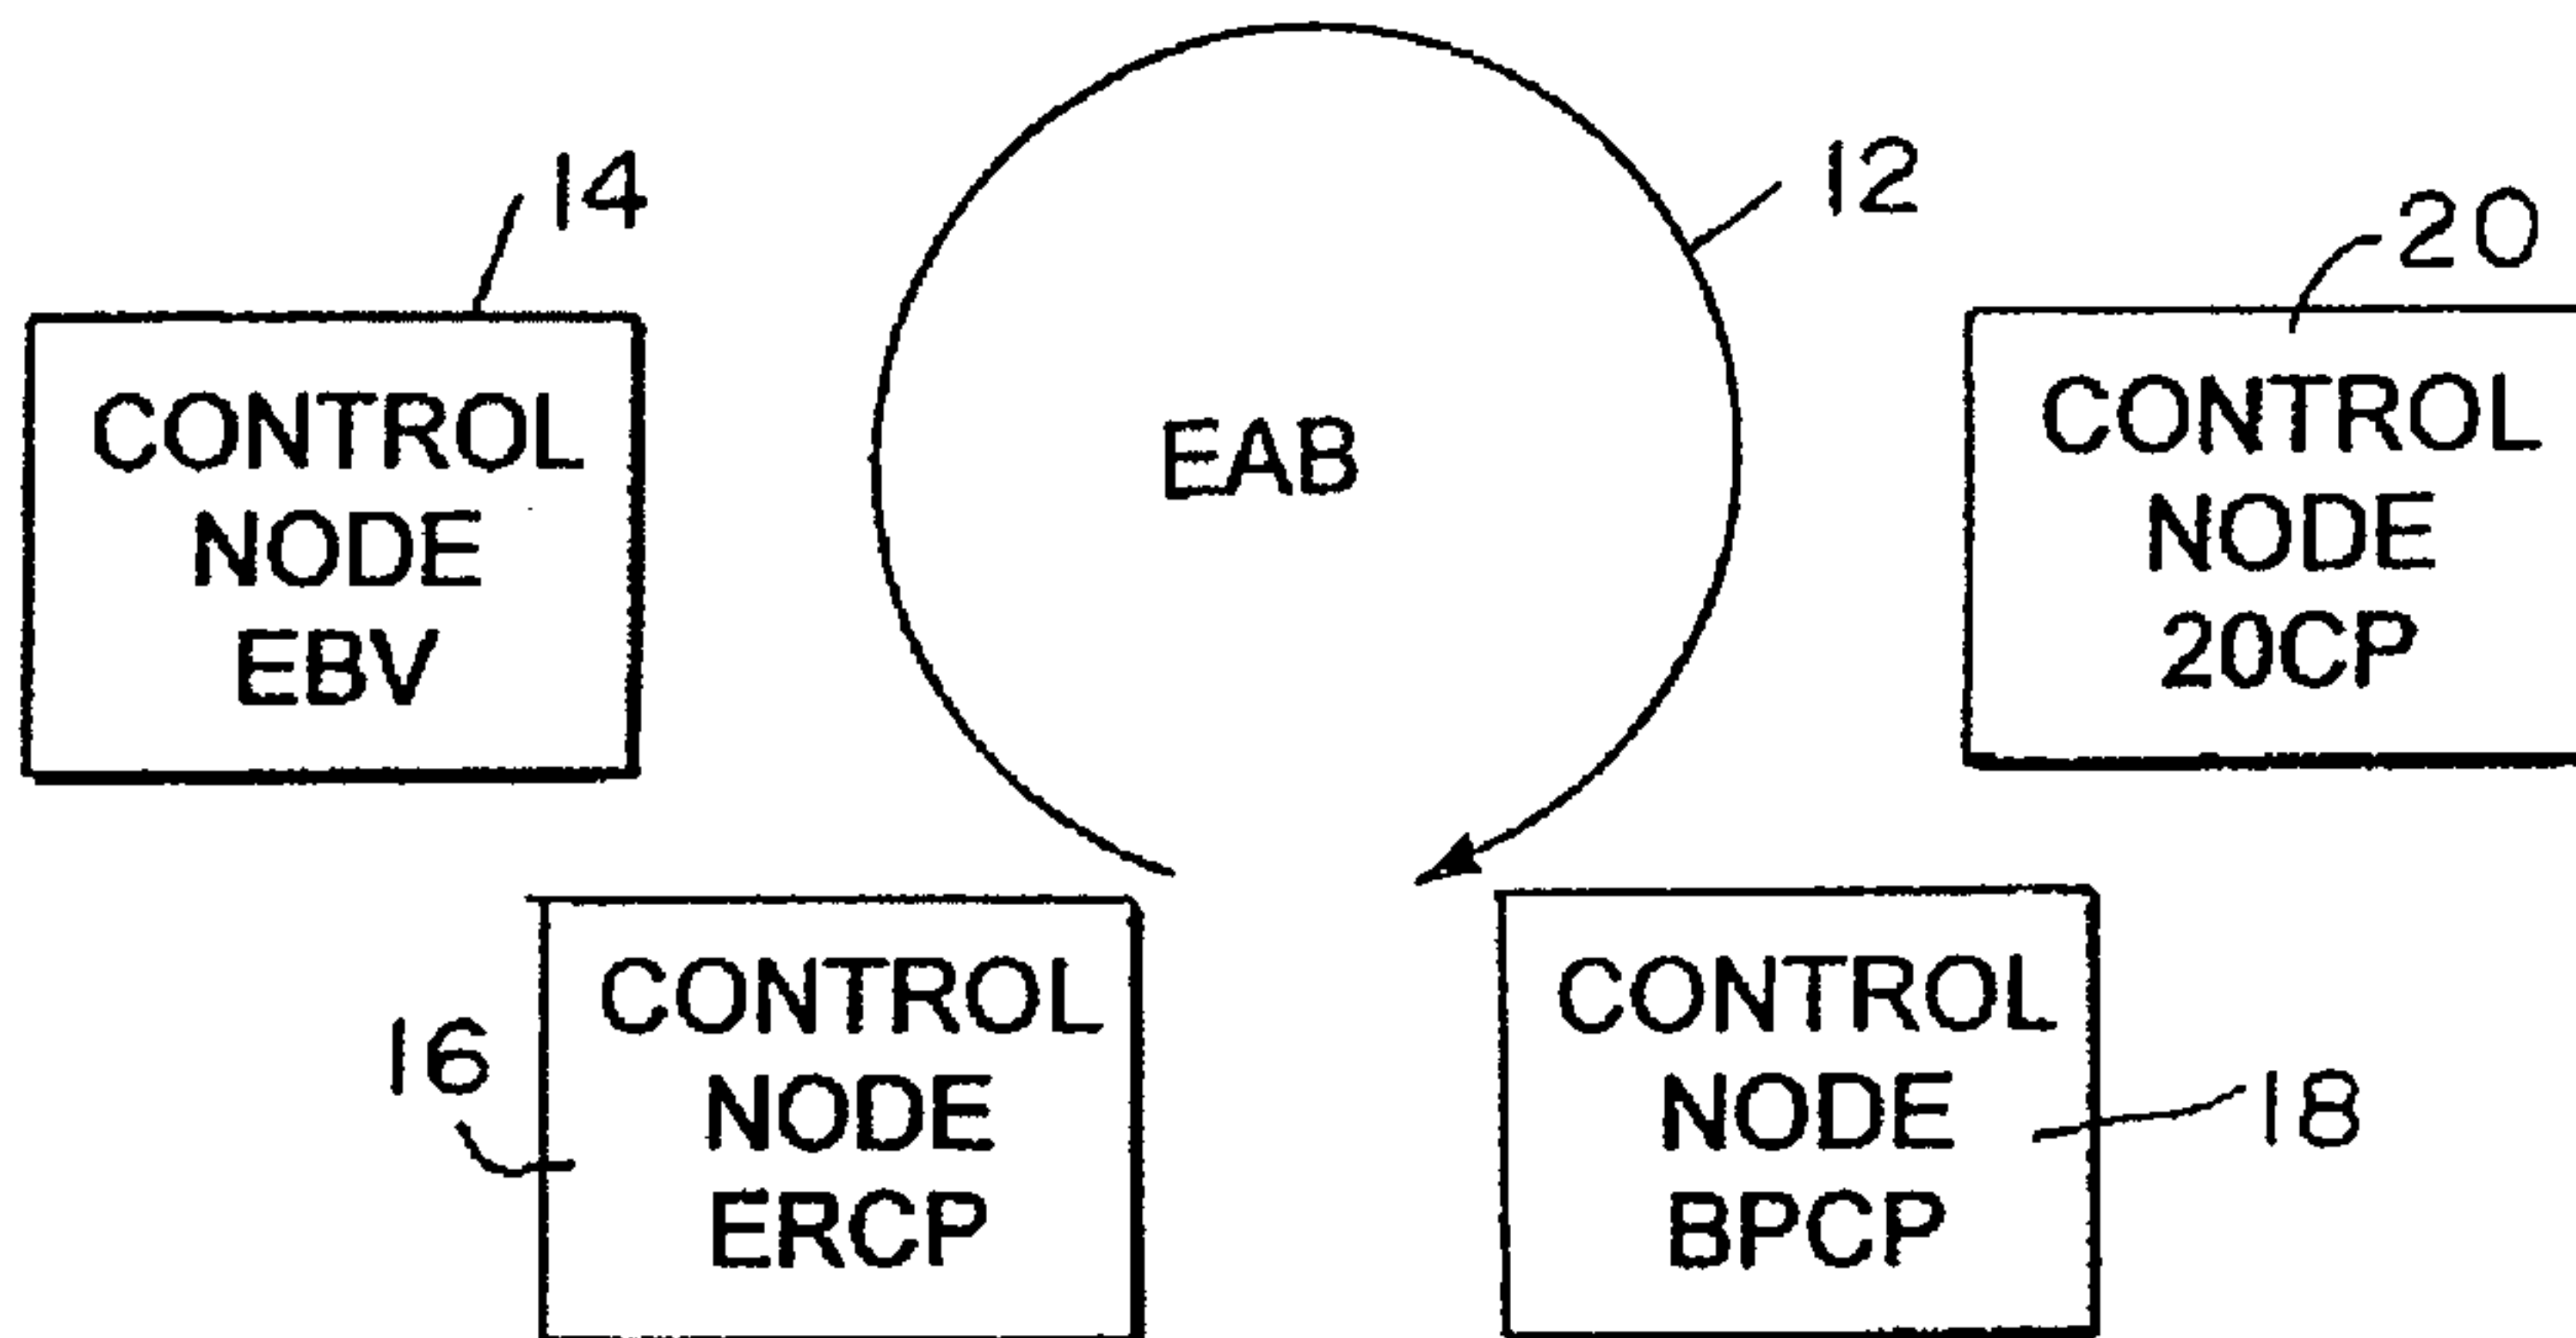 14
12
20
CONTROL
NODE
EBV
EAB
CONTROL
NODE
20CP
16
CONTROL
NODE
ERCP
CONTROL
NODE
BPCP
18